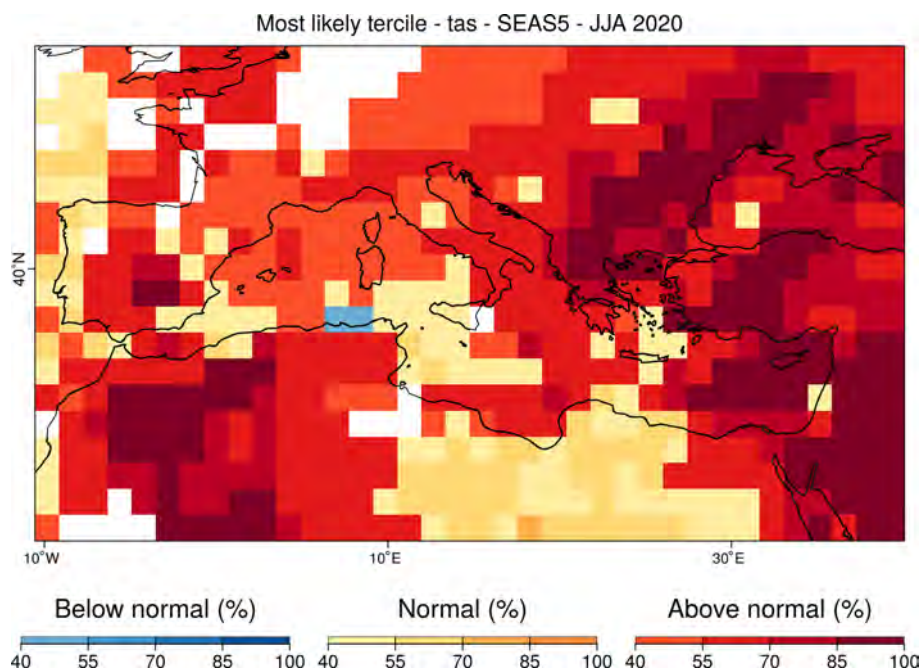 Most likely tercile - tas - SEAS5 - JJA 2020
40°N
10°W 10°E 30°E
Below normal (%) Normal (%) Above normal (%)
40 55 70 85 100 40 55 70 85 100 40 55 70 85 100